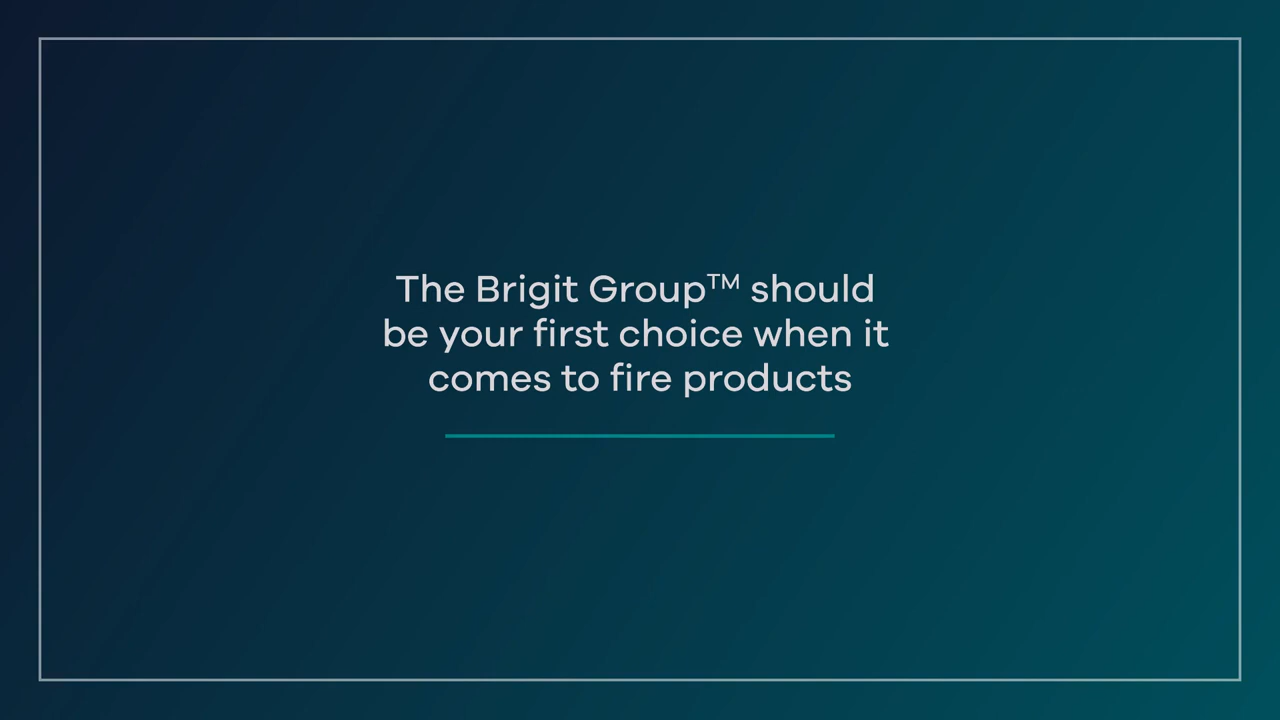 The Brigit Group™ should
be your first choice when it
comes to fire products